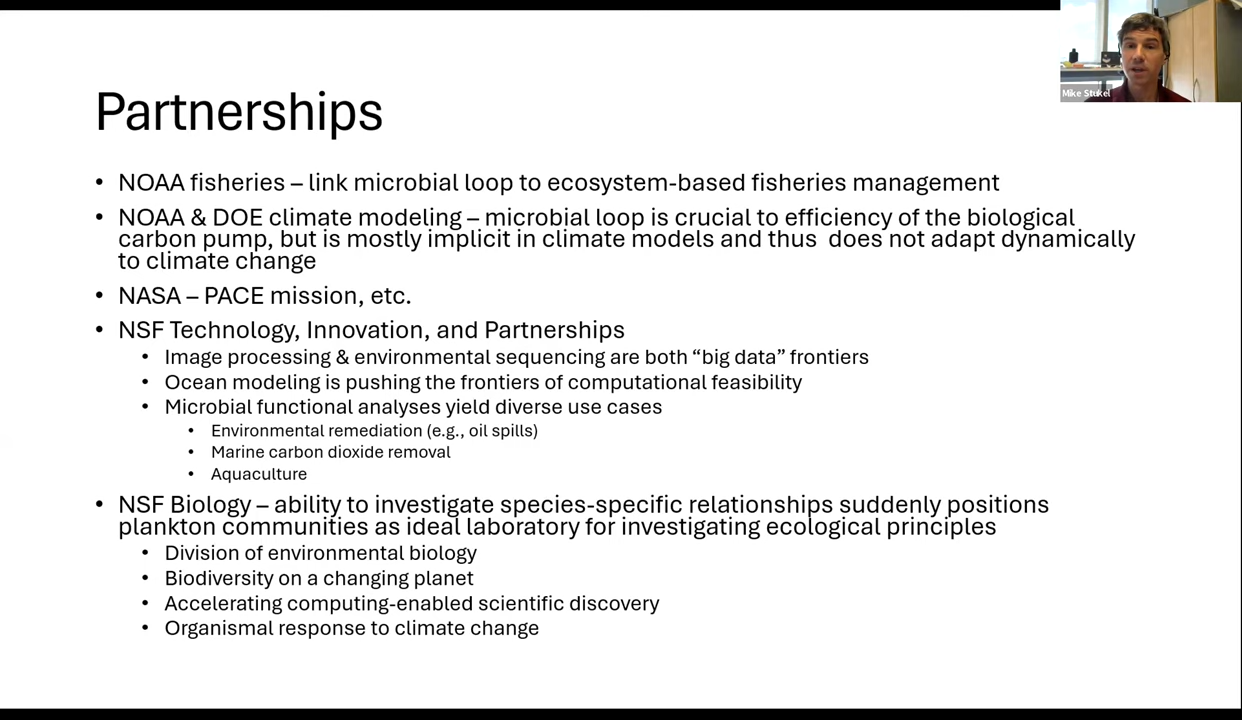 Mike Stukel
Partnerships
• NOAA fisheries – link microbial loop to ecosystem-based fisheries management
• NOAA & DOE climate modeling – microbial loop is crucial to efficiency of the biological
carbon pump, but is mostly implicit in climate models and thus  does not adapt dynamically
to climate change
• NASA – PACE mission, etc.
• NSF Technology, Innovation, and Partnerships
• Image processing & environmental sequencing are both “big data” frontiers
• Ocean modeling is pushing the frontiers of computational feasibility
• Microbial functional analyses yield diverse use cases
• Environmental remediation (e.g., oil spills)
• Marine carbon dioxide removal
• Aquaculture
• NSF Biology – ability to investigate species-specific relationships suddenly positions
plankton communities as ideal laboratory for investigating ecological principles
• Division of environmental biology
• Biodiversity on a changing planet
• Accelerating computing-enabled scientific discovery
• Organismal response to climate change